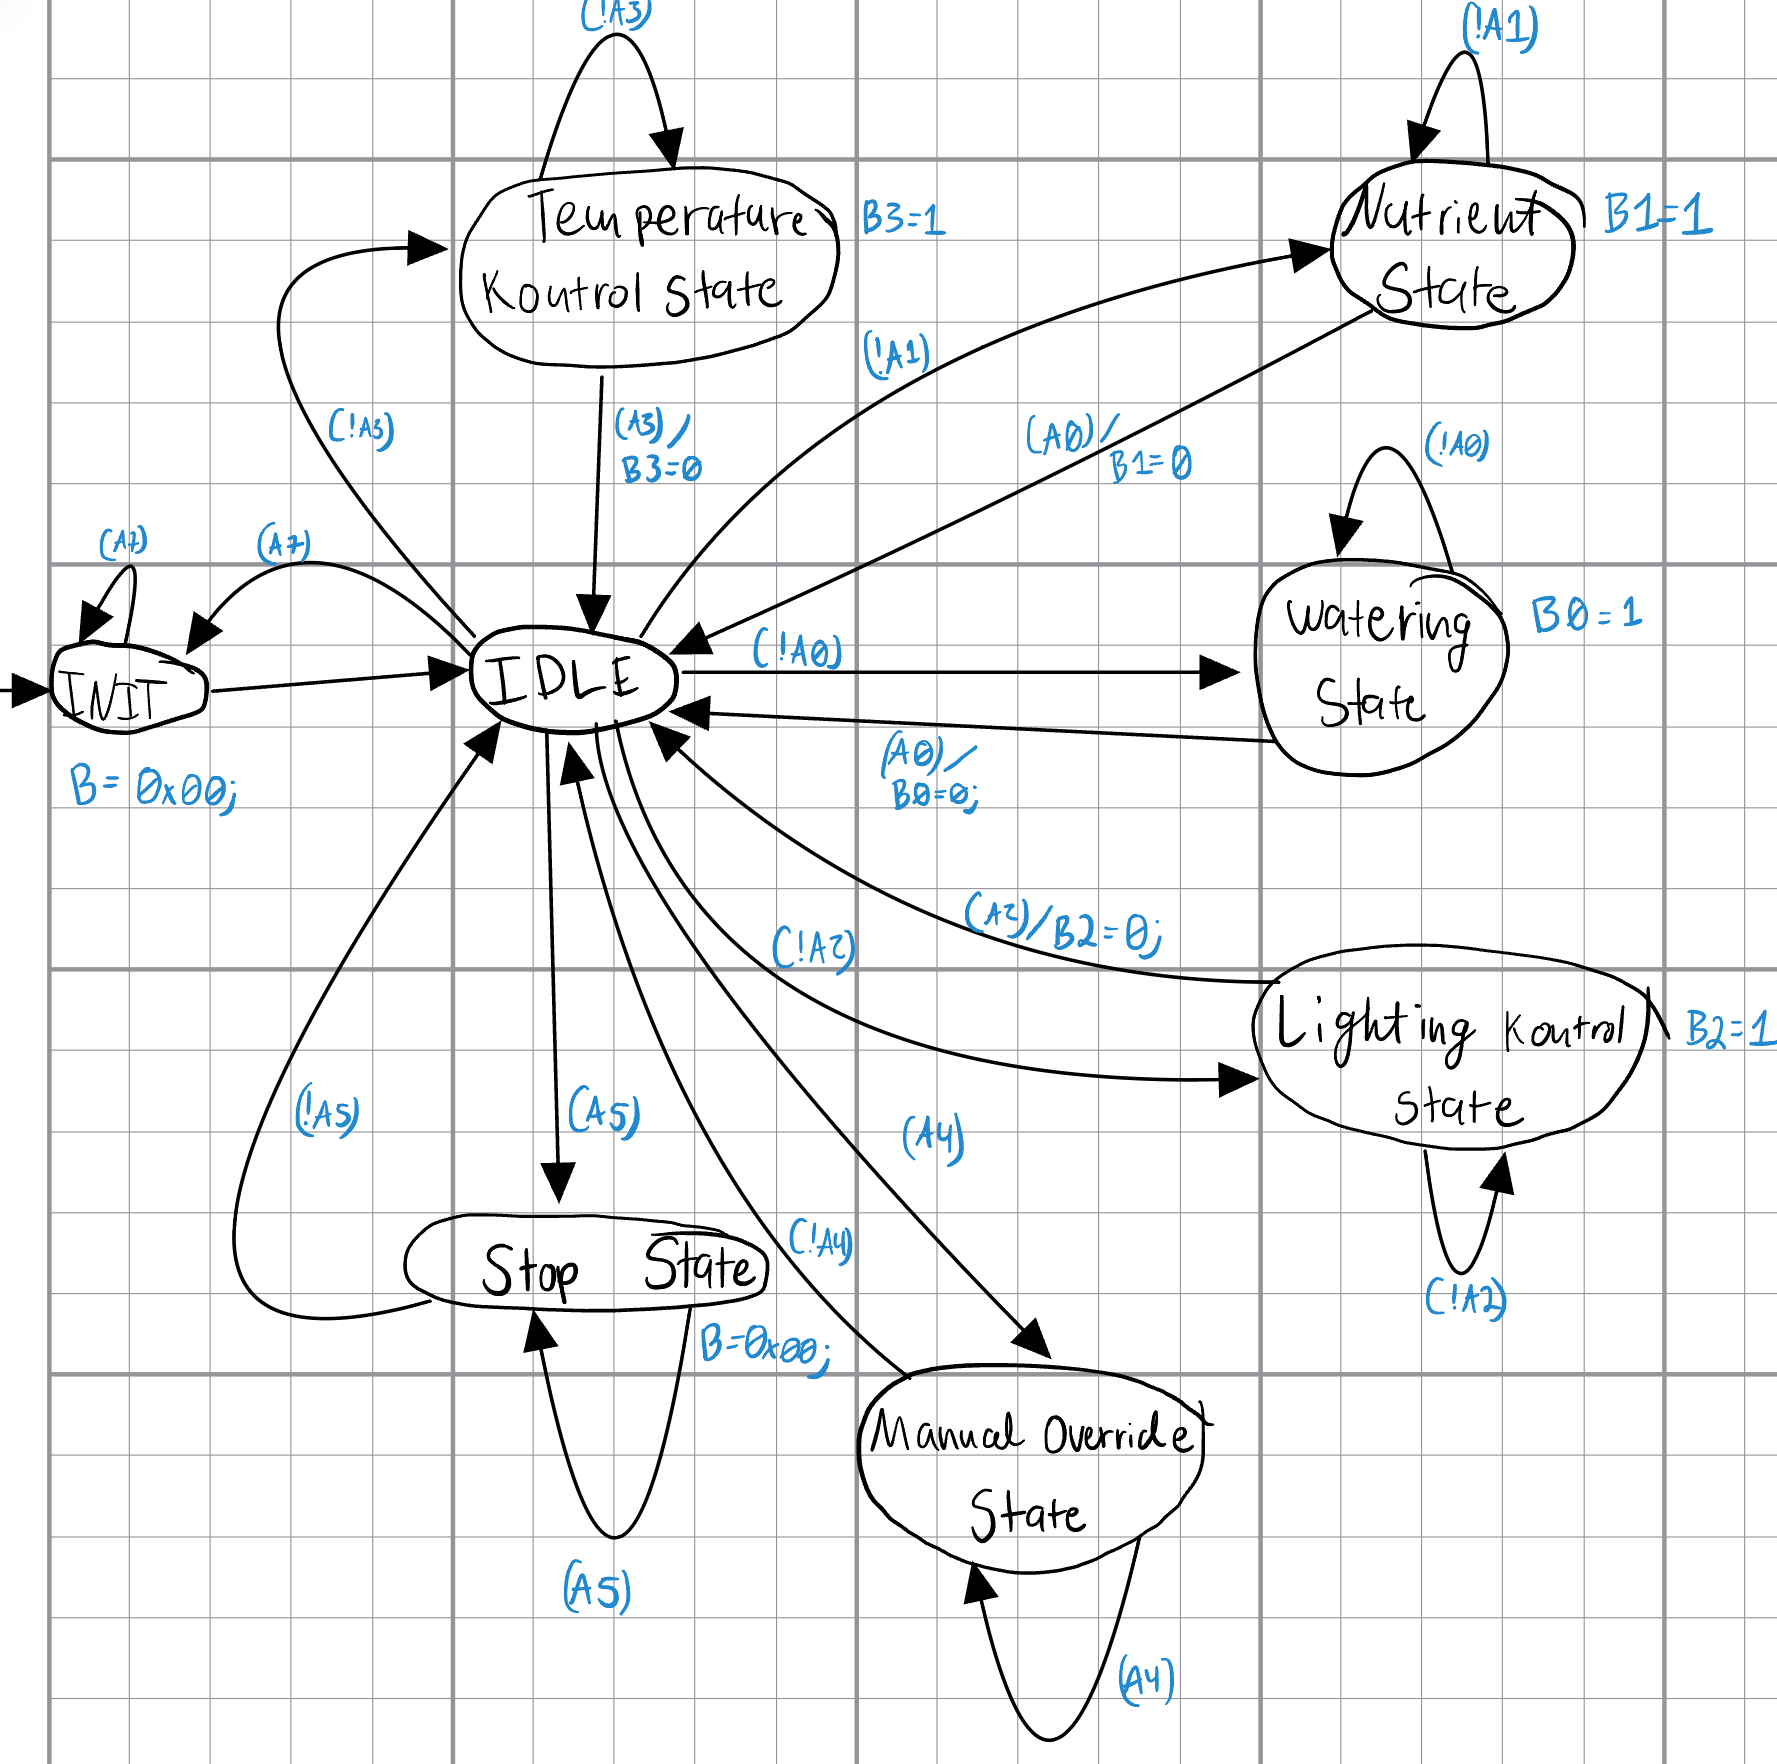 (!A3)
(!A1)
Temperature
Kontrol State
B3=1
Nutrient
State
B1=1
(!A1)
(!A3)
(A3)/
B3=0
(A0)/
B1=0
(!A0)
(A7)
(A7)
Watering
State
B0=1
INIT
IDLE
(!A0)
B=0x00;
(A0)/
B0=0;
(A2)/B2=0;
(!A2)
Lighting Kontrol
State
B2=1
(!A5)
(A5)
(A4)
(!A4)
Stop State
B=0x00;
(!A2)
Manual Override
State
(A5)
(A4)